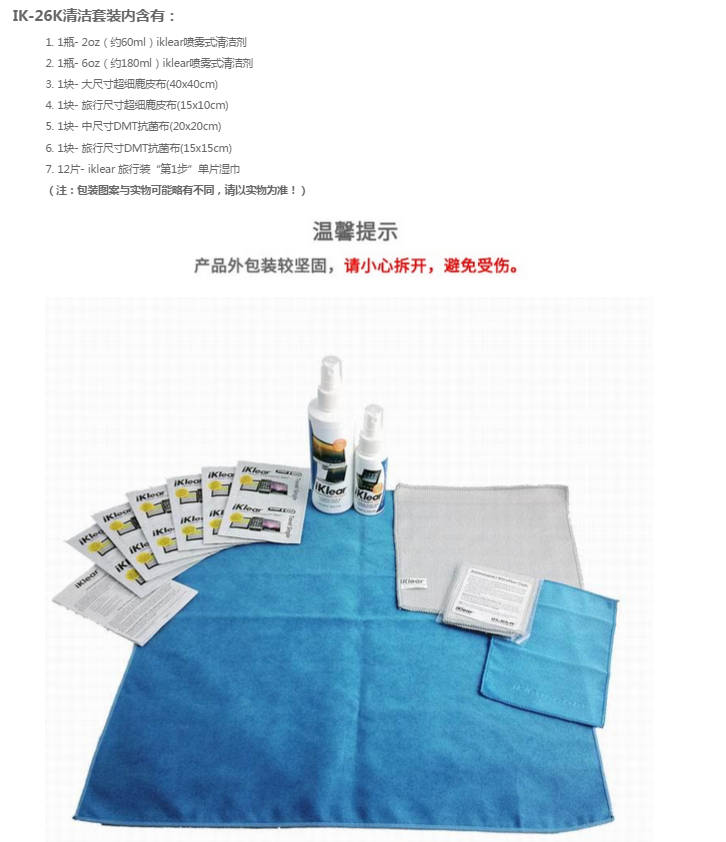 IK-26K清洁套装内含有：
1. 1瓶- 2oz（约60ml）iklear喷雾式清洁剂
2. 1瓶- 6oz（约180ml）iklear喷雾式清洁剂
3. 1块- 大尺寸超细鹿皮布(40x40cm)
4. 1块- 旅行尺寸超细鹿皮布(15x10cm)
5. 1块- 中尺寸DMT抗菌布(20x20cm)
6. 1块- 旅行尺寸DMT抗菌布(15x15cm)
7. 12片- iklear 旅行装“第1步”单片湿巾
（注：包装图案与实物可能略有不同，请以实物为准！）
温馨提示
产品外包装较坚固，请小心拆开，避免受伤。
iKlear
iKlear
iKlear
iKlear
iKlear
iKlear
iKlear
iKlear
Travel Single
Travel Single
iKlear
iKlear
iKlear
iKlear